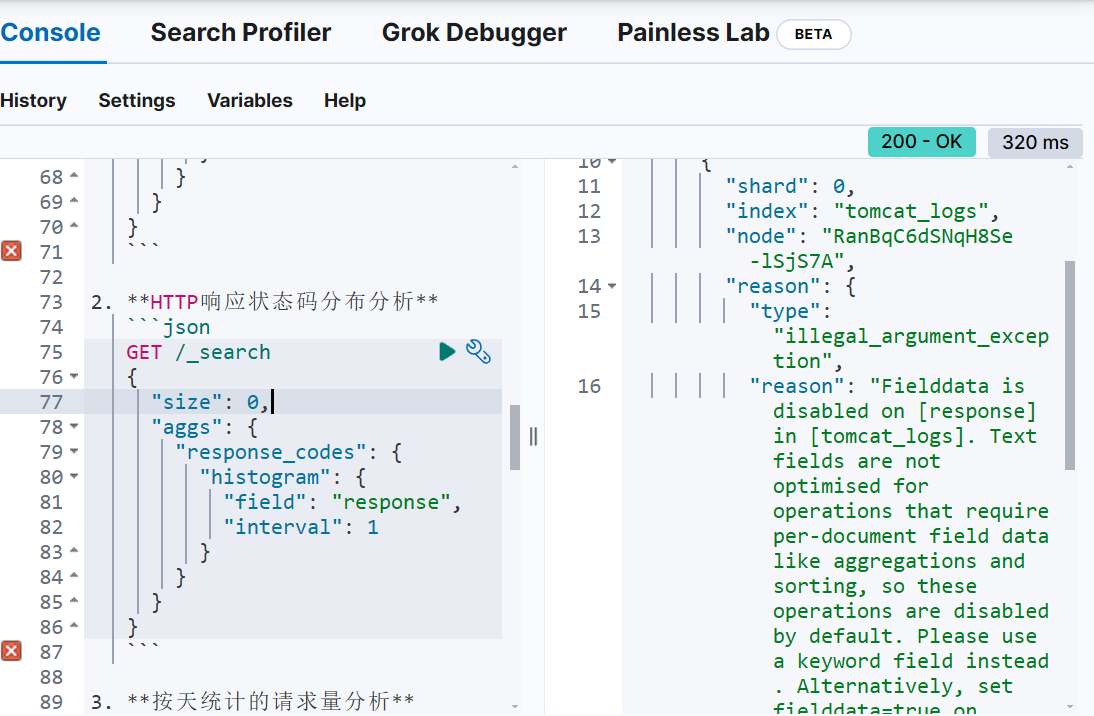 Console Search Profiler Grok Debugger Painless Lab BETA
History Settings Variables Help
200 - OK 320 ms
68 }
69 }
70 }
71 ```
72
73 2. **HTTP响应状态码分布分析**
74 ```json
75 GET /_search
76 {
77 "size": 0,
78 "aggs": {
79 "response_codes": {
80 "histogram": {
81 "field": "response",
82 "interval": 1
83 }
84 }
85 }
86 }
87 ```
88
89 3. **按天统计的请求量分析**
10 {
11 "shard": 0,
12 "index": "tomcat_logs",
13 "node": "RanBqC6dSNqH8Se
-lSjS7A",
14 "reason": {
15 "type":
"illegal_argument_excep
tion",
16 "reason": "Fielddata is
disabled on [response]
in [tomcat_logs]. Text
fields are not
optimised for
operations that require
per-document field data
like aggregations and
sorting, so these
operations are disabled
by default. Please use
a keyword field instead
. Alternatively, set
fielddata=true on